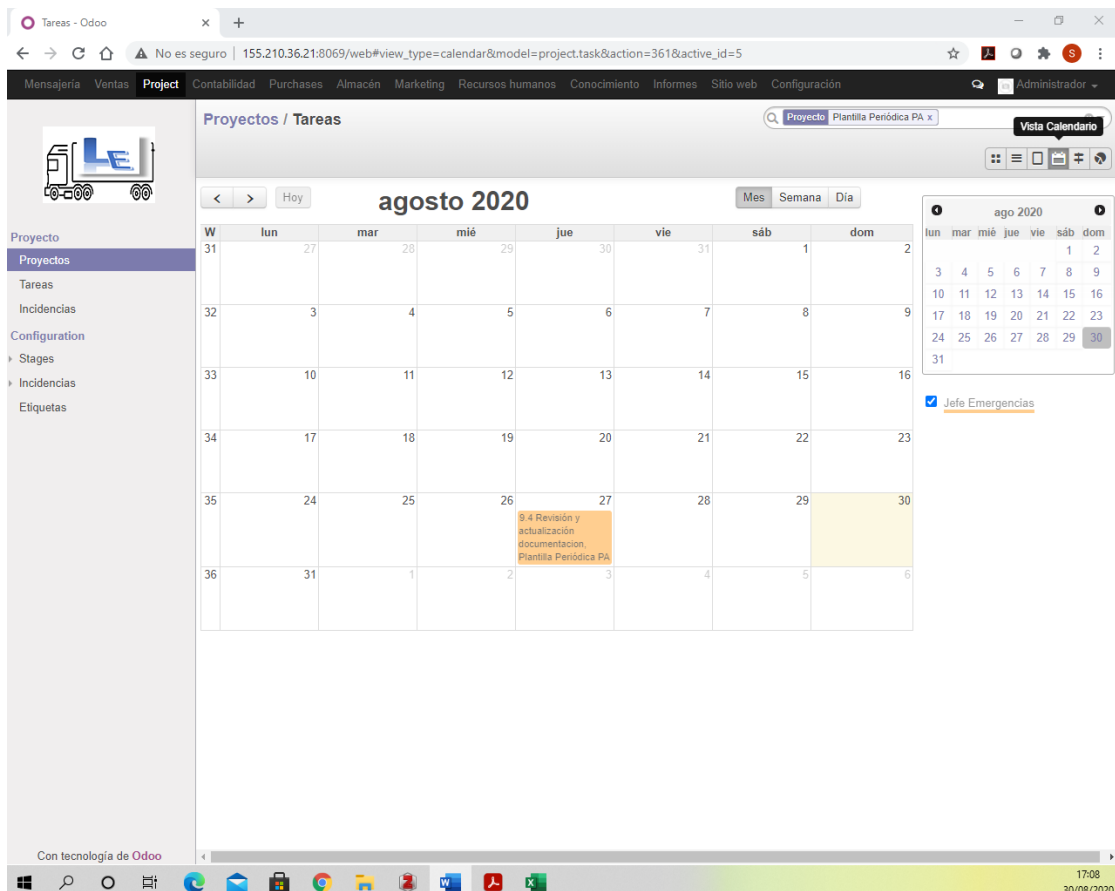 Tareas - Odoo
No es seguro | 155.210.36.21:8069/web#view_type=calendar&model=project.task&action=361&active_id=5
S
Mensajería Ventas Project Contabilidad Purchases Almacén Marketing Recursos humanos Conocimiento Informes Sitio web Configuración Administrador
LE
Proyectos / Tareas
Proyecto Plantilla Periódica PA x
Vista Calendario
Hoy
agosto 2020
Mes Semana Día
Proyecto
Proyectos
Tareas
Incidencias
Configuration
Stages
Incidencias
Etiquetas
W lun mar mié jue vie sáb dom
31 27 28 29 30 31 1 2
32 3 4 5 6 7 8 9
33 10 11 12 13 14 15 16
34 17 18 19 20 21 22 23
35 24 25 26 27 28 29 30
9.4 Revisión y
actualización
documentacion,
Plantilla Periódica PA
36 31 1 2 3 4 5 6
ago 2020
lun mar mié jue vie sáb dom
1 2
3 4 5 6 7 8 9
10 11 12 13 14 15 16
17 18 19 20 21 22 23
24 25 26 27 28 29 30
31
Jefe Emergencias
Con tecnología de Odoo
17:08
30/08/2020